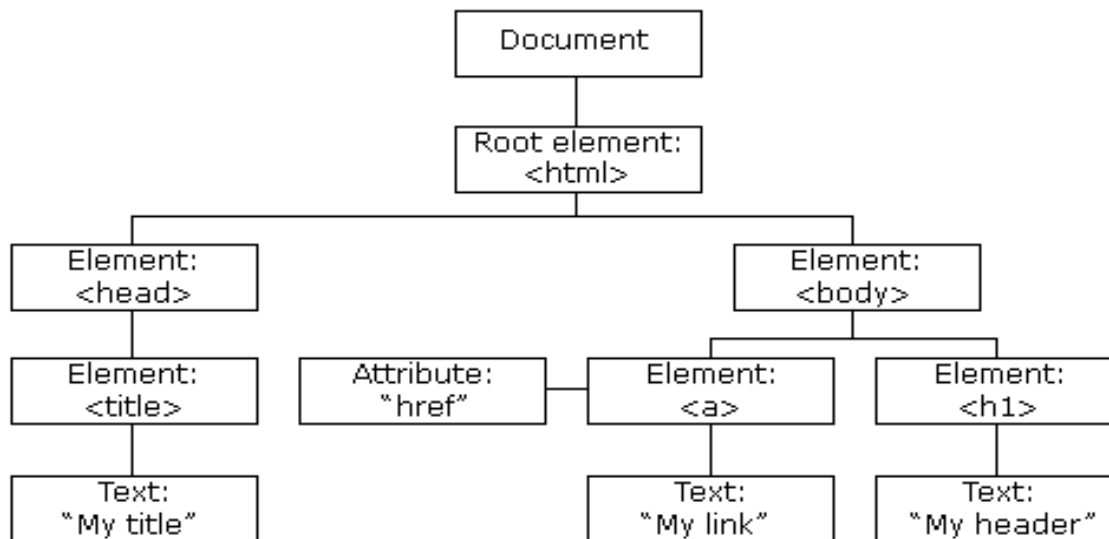 Document
Root element:
<html>
Element:
<head>
Element:
<body>
Element:
<title>
Attribute:
“href”
Element:
<a>
Element:
<h1>
Text:
“My title”
Text:
“My link”
Text:
“My header”